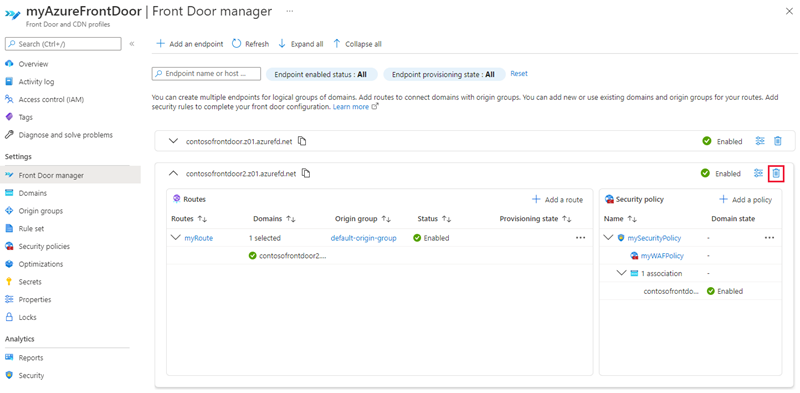 myAzureFrontDoor | Front Door manager ...
Front Door and CDN profiles
Search (Ctrl+/)
Overview
Activity log
Access control (IAM)
Tags
Diagnose and solve problems
Settings
Front Door manager
Domains
Origin groups
Rule set
Security policies
Optimizations
Secrets
Properties
Locks
Analytics
Reports
Security
Add an endpoint Refresh Expand all Collapse all
Endpoint name or host ... Endpoint enabled status : All Endpoint provisioning state : All Reset
You can create multiple endpoints for logical groups of domains. Add routes to connect domains with origin groups. You can add new or use existing domains and origin groups for your routes. Add
security rules to complete your front door configuration. Learn more
contosofrontdoor.z01.azurefd.net Enabled
contosofrontdoor2.z01.azurefd.net Enabled
Routes + Add a route
Routes Domains Origin group Status Provisioning state
myRoute 1 selected default-origin-group Enabled ...
contosofrontdoor2....
Security policy + Add a policy
Name Domain state
mySecurityPolicy - ...
myWAFPolicy -
1 association -
contosofrontdo... Enabled